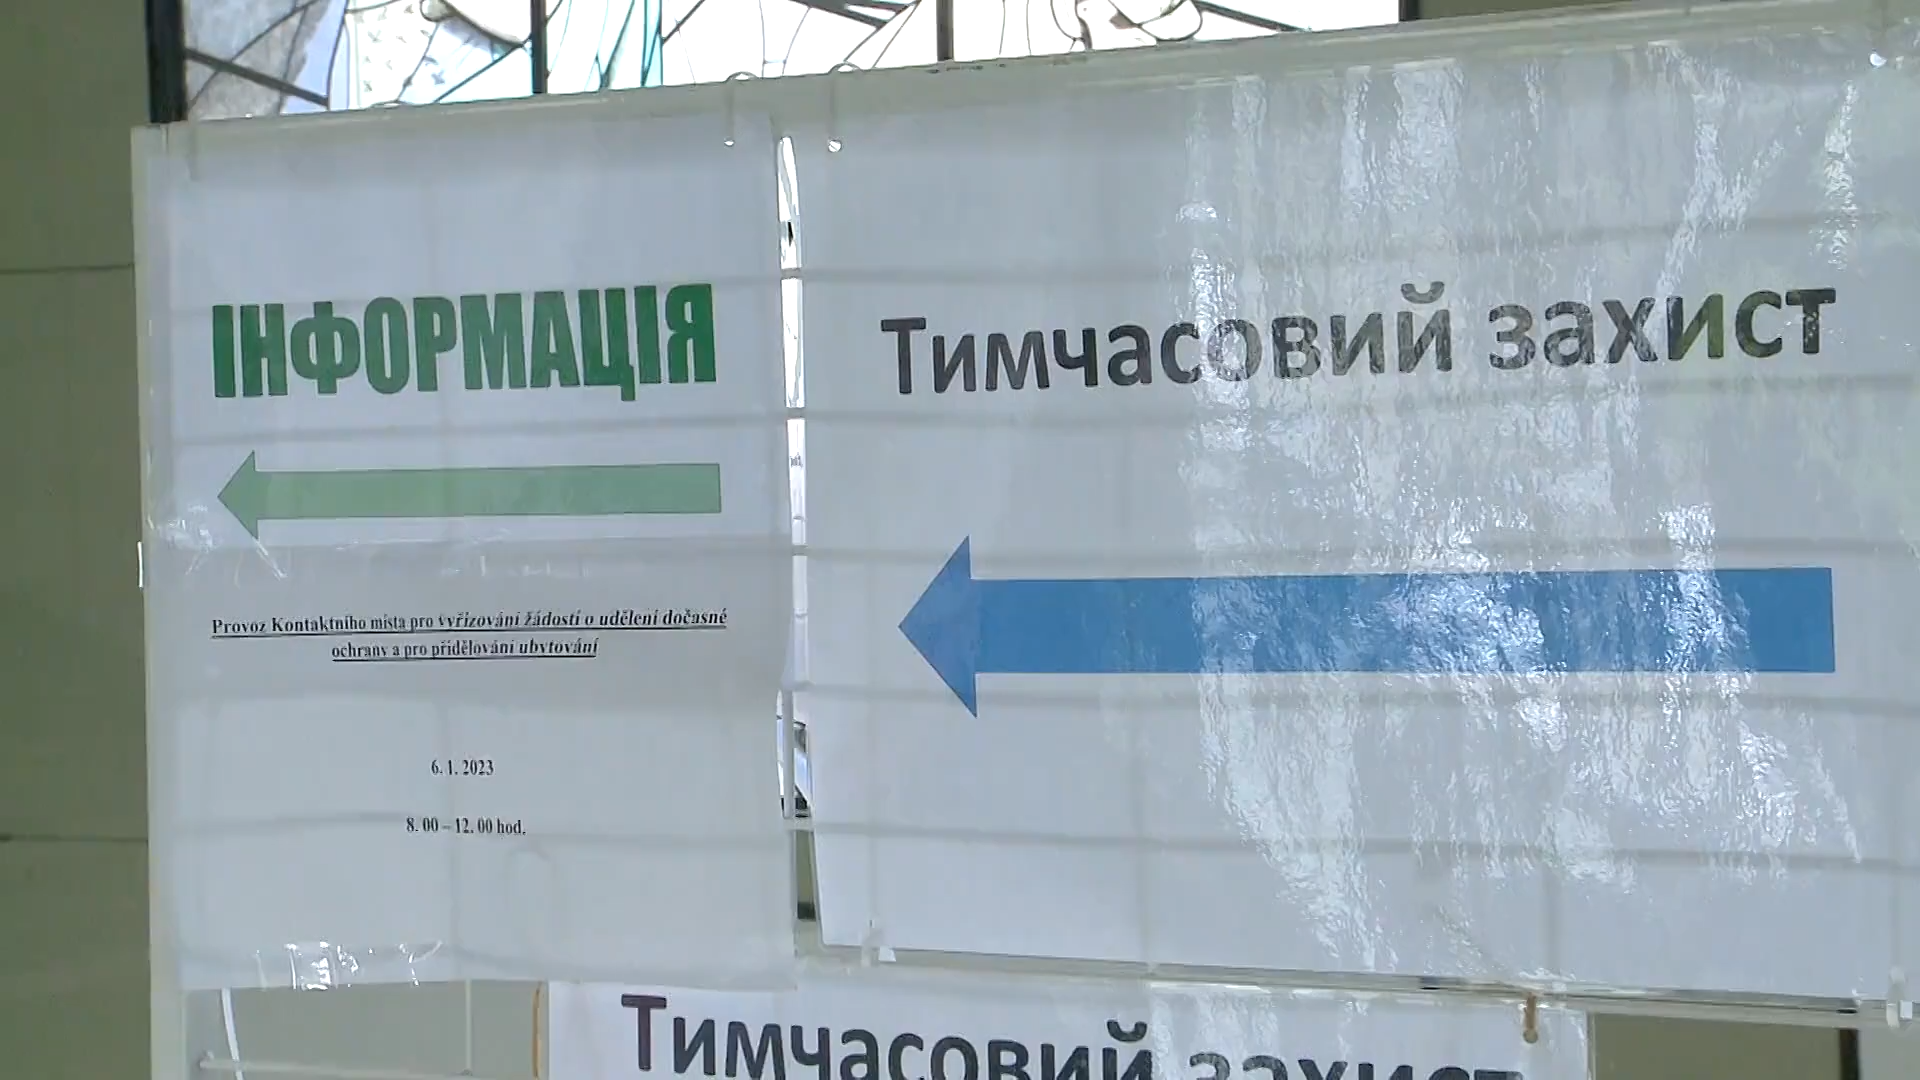 ІНФОРМАЦІЯ
Provoz Kontaktního místa pro vyřizování žádostí o udělení dočasné
ochrany a pro přidělování ubytování
6. 1. 2023
8. 00 – 12. 00 hod.
Тимчасовий захист
Тимчасовий захист